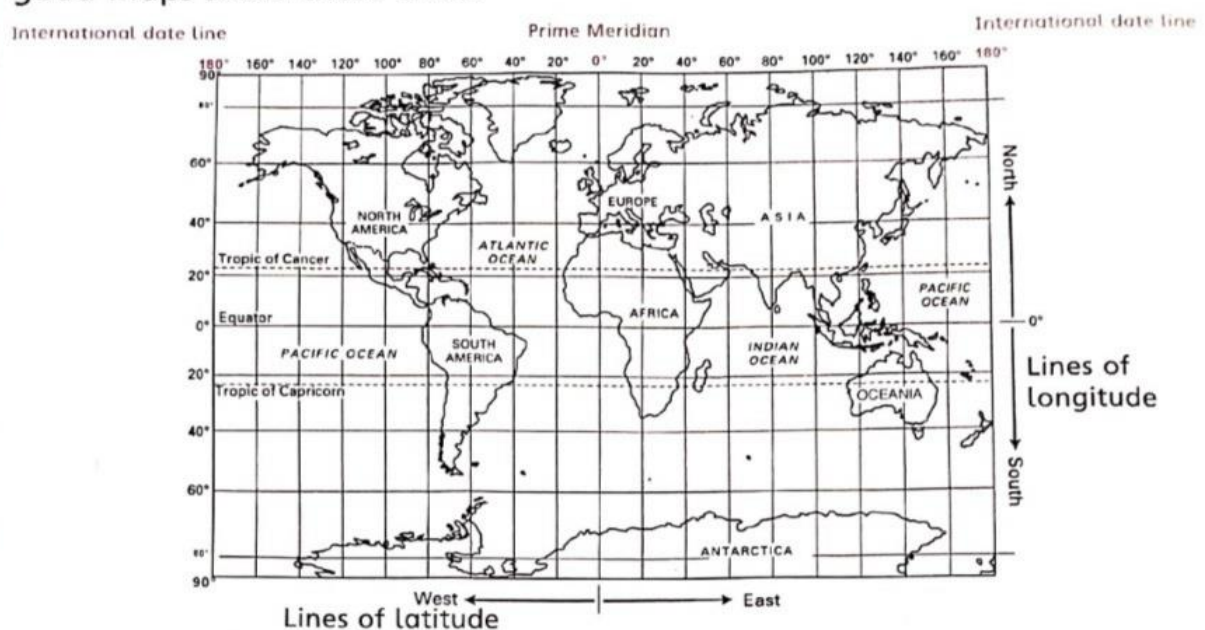 International date line
Prime Meridian
International date line
180° 160° 140° 120° 100° 80° 60° 40° 20° 0° 20° 40° 60° 80° 100° 120° 140° 160° 180°
90°
80°
60°
North
EUROPE
NORTH
AMERICA
ASIA
40°
ATLANTIC
OCEAN
Tropic of Cancer
20°
PACIFIC
OCEAN
AFRICA
Equator
0°
0°
SOUTH
AMERICA
PACIFIC OCEAN
INDIAN
OCEAN
Lines of
longitude
20°
Tropic of Capricorn
OCEANIA
40°
South
60°
ANTARCTICA
80°
90°
West
East
Lines of latitude